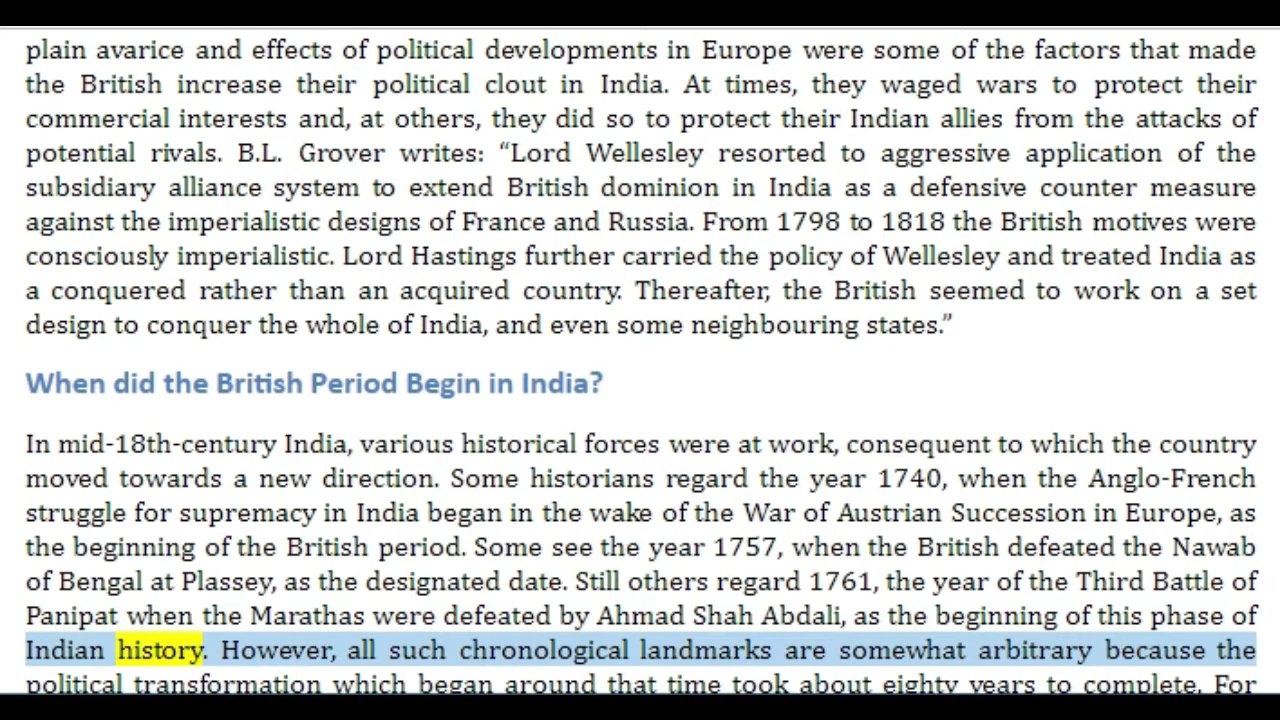 plain avarice and effects of political developments in Europe were some of the factors that made
the British increase their political clout in India. At times, they waged wars to protect their
commercial interests and, at others, they did so to protect their Indian allies from the attacks of
potential rivals. B.L. Grover writes: “Lord Wellesley resorted to aggressive application of the
subsidiary alliance system to extend British dominion in India as a defensive counter measure
against the imperialistic designs of France and Russia. From 1798 to 1818 the British motives were
consciously imperialistic. Lord Hastings further carried the policy of Wellesley and treated India as
a conquered rather than an acquired country. Thereafter, the British seemed to work on a set
design to conquer the whole of India, and even some neighbouring states.”
When did the British Period Begin in India?
In mid-18th-century India, various historical forces were at work, consequent to which the country
moved towards a new direction. Some historians regard the year 1740, when the Anglo-French
struggle for supremacy in India began in the wake of the War of Austrian Succession in Europe, as
the beginning of the British period. Some see the year 1757, when the British defeated the Nawab
of Bengal at Plassey, as the designated date. Still others regard 1761, the year of the Third Battle of
Panipat when the Marathas were defeated by Ahmad Shah Abdali, as the beginning of this phase of
Indian history. However, all such chronological landmarks are somewhat arbitrary because the
political transformation which began around that time took about eighty years to complete. For